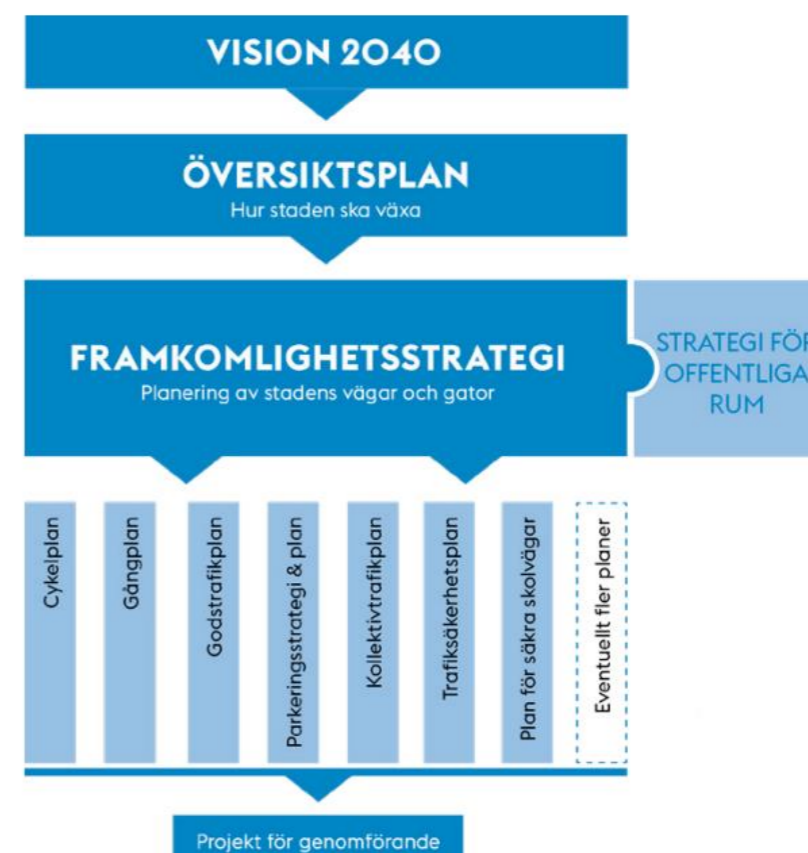 VISION 2040
ÖVERSIKTSPLAN
Hur staden ska växa
FRAMKOMLIGHETSSTRATEGI
Planering av stadens vägar och gator
STRATEGI FÖR
OFFENTLIGA
RUM
Cykelplan
Gångplan
Godstrafikplan
Parkeringsstrategi & plan
Kollektivtrafikplan
Trafiksäkerhetsplan
Plan för säkra skolvägar
Eventuellt fler planer
Projekt för genomförande